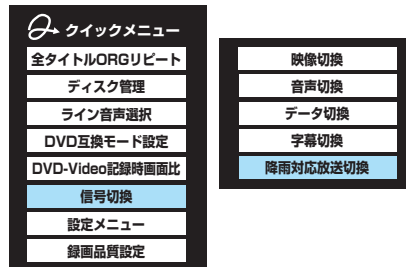 クイックメニュー
全タイトルORGリピート
ディスク管理
ライン音声選択
DVD互換モード設定
DVD-Video記録時画面比
信号切換
設定メニュー
録画品質設定
映像切換
音声切換
データ切換
字幕切換
降雨対応放送切換